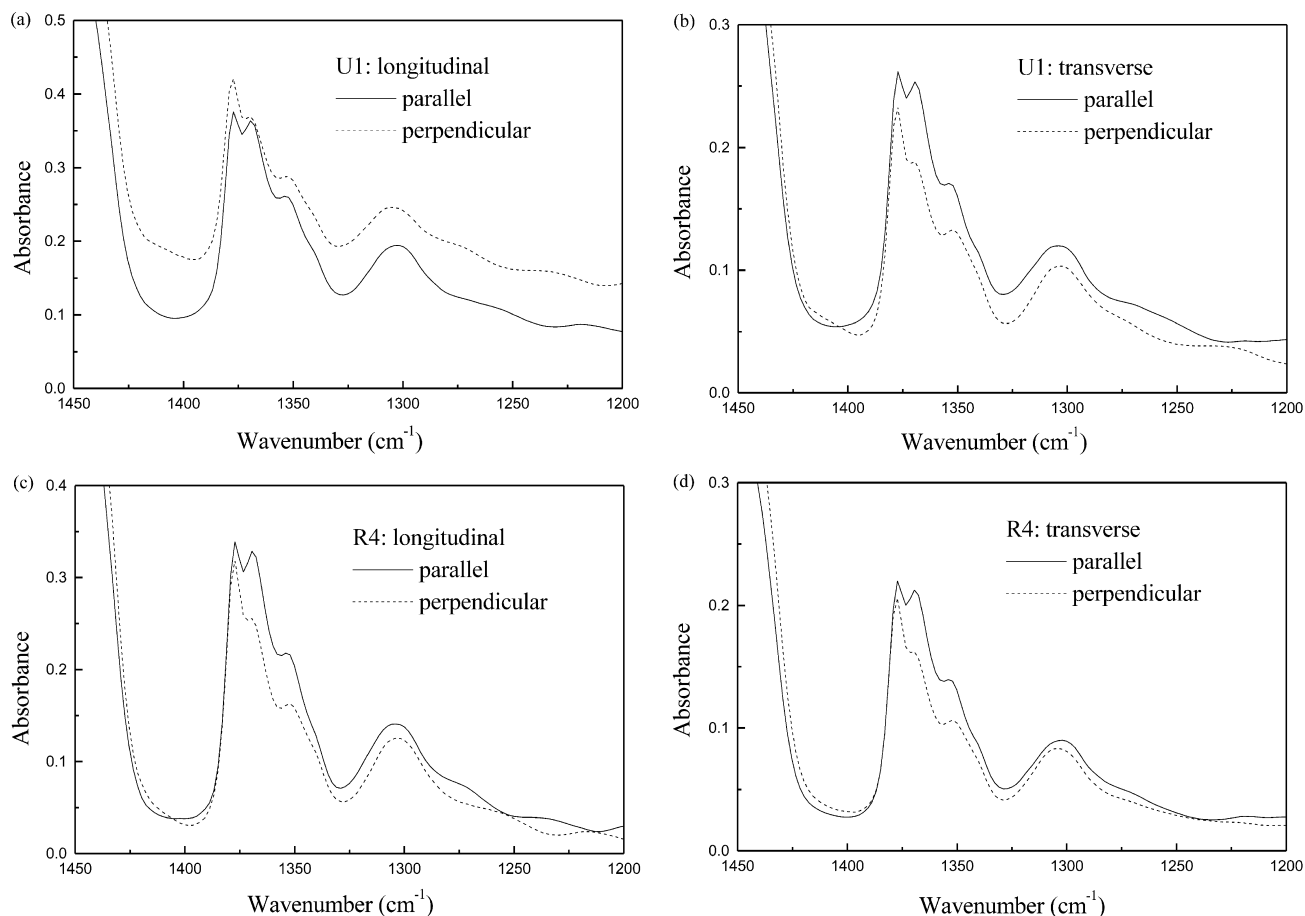 (a)
0.5
0.4
0.3
0.2
0.1
0.0
Absorbance
U1: longitudinal
parallel
perpendicular
1450 1400 1350 1300 1250 1200
Wavenumber (cm⁻¹)
(b)
0.3
0.2
0.1
0.0
Absorbance
U1: transverse
parallel
perpendicular
1450 1400 1350 1300 1250 1200
Wavenumber (cm⁻¹)
(c)
0.4
0.3
0.2
0.1
0.0
Absorbance
R4: longitudinal
parallel
perpendicular
1450 1400 1350 1300 1250 1200
Wavenumber (cm⁻¹)
(d)
0.3
0.2
0.1
0.0
Absorbance
R4: transverse
parallel
perpendicular
1450 1400 1350 1300 1250 1200
Wavenumber (cm⁻¹)